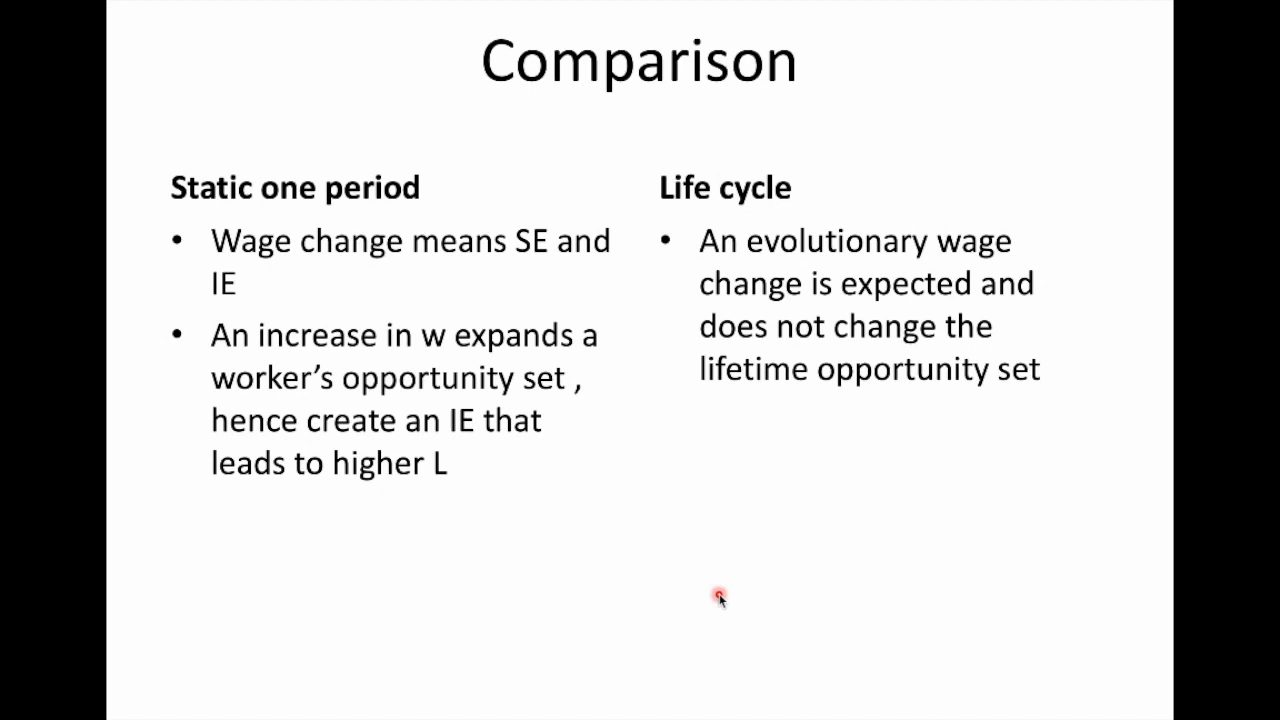 Comparison
Static one period
• Wage change means SE and
IE
• An increase in w expands a
worker’s opportunity set ,
hence create an IE that
leads to higher L
Life cycle
• An evolutionary wage
change is expected and
does not change the
lifetime opportunity set